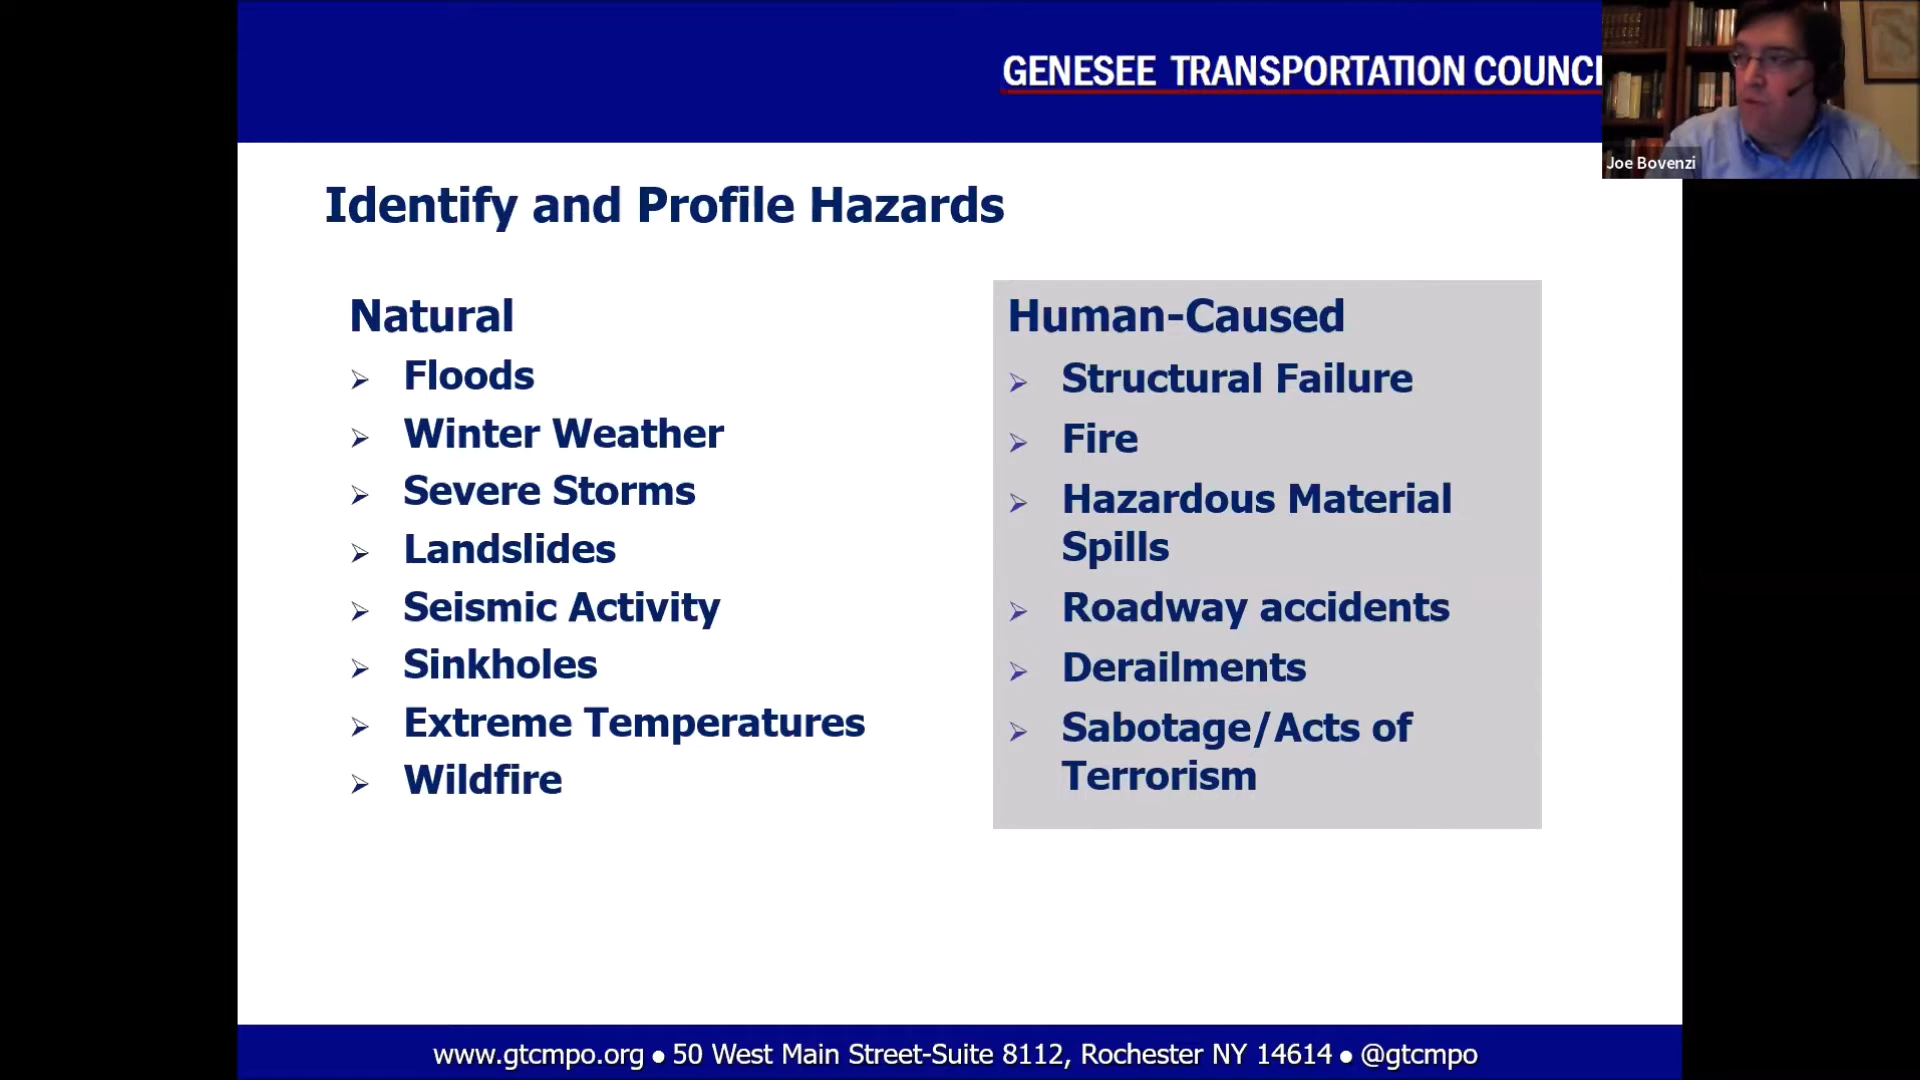 GENESEE TRANSPORTATION COUNCI
Joe Bovenzi
Identify and Profile Hazards
Natural
Floods
Winter Weather
Severe Storms
Landslides
Seismic Activity
Sinkholes
Extreme Temperatures
Wildfire
Human-Caused
Structural Failure
Fire
Hazardous Material
Spills
Roadway accidents
Derailments
Sabotage/Acts of
Terrorism
www.gtcmpo.org ● 50 West Main Street-Suite 8112, Rochester NY 14614 ● @gtcmpo